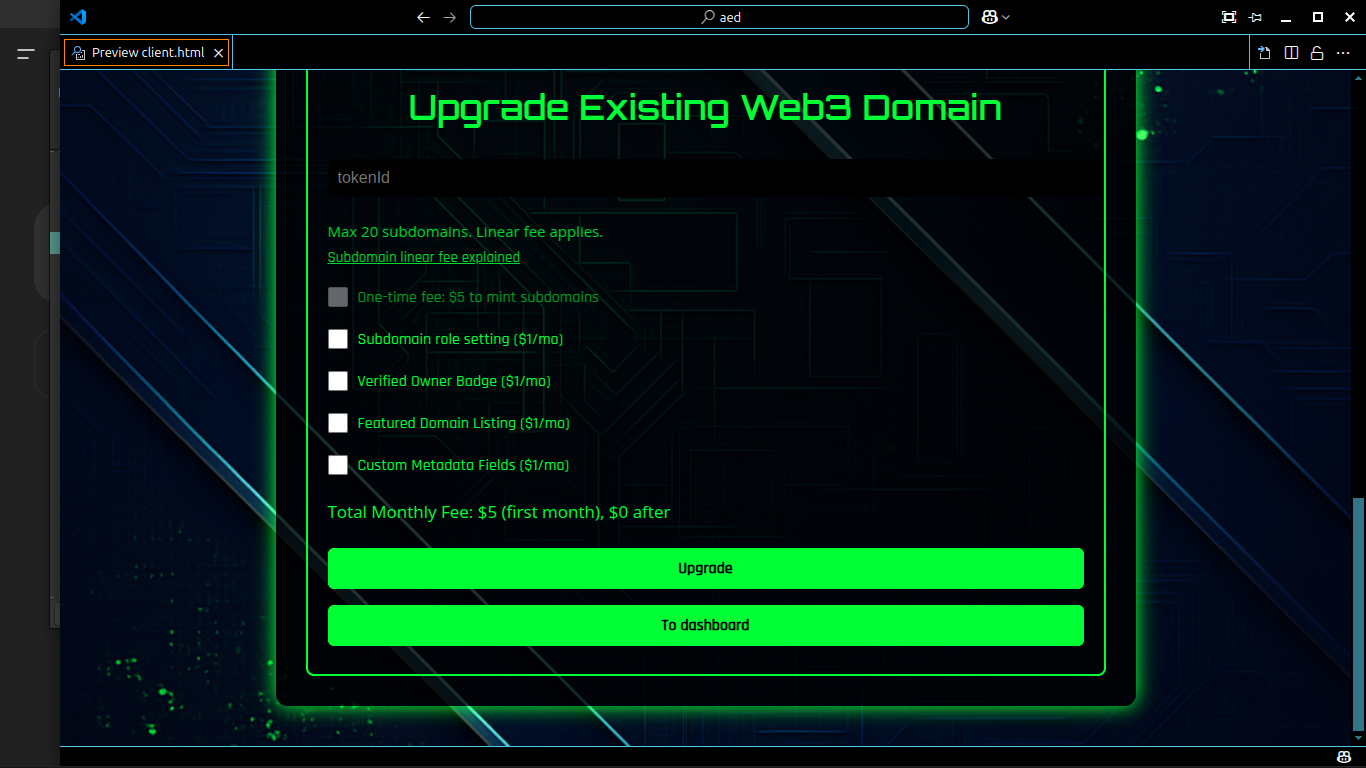 aed
Preview client.html
Upgrade Existing Web3 Domain
tokenId
Max 20 subdomains. Linear fee applies.
Subdomain linear fee explained
One-time fee: $5 to mint subdomains
Subdomain role setting ($1/mo)
Verified Owner Badge ($1/mo)
Featured Domain Listing ($1/mo)
Custom Metadata Fields ($1/mo)
Total Monthly Fee: $5 (first month), $0 after
Upgrade
To dashboard